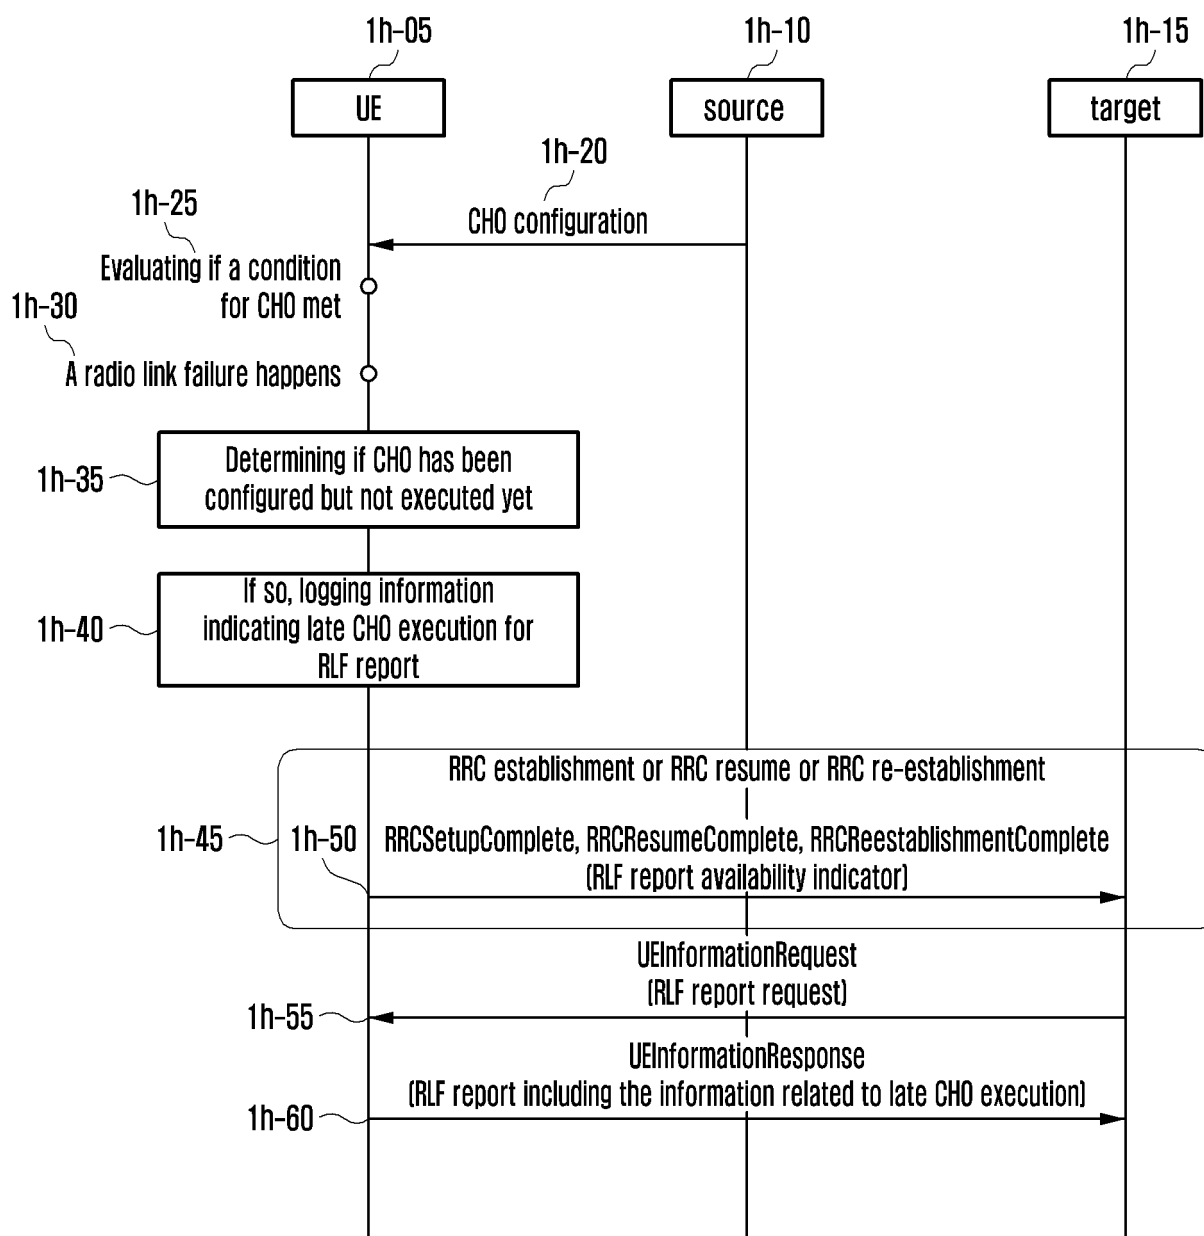 1h-05
1h-10
1h-15
UE
source
target
1h-20
CHO configuration
1h-25
Evaluating if a condition
for CHO met
1h-30
A radio link failure happens
1h-35
Determining if CHO has been
configured but not executed yet
1h-40
If so, logging information
indicating late CHO execution for
RLF report
1h-45
RRC establishment or RRC resume or RRC re-establishment
1h-50
RRCSetupComplete, RRCResumeComplete, RRCReestablishmentComplete
(RLF report availability indicator)
UEInformationRequest
(RLF report request)
1h-55
UEInformationResponse
(RLF report including the information related to late CHO execution)
1h-60